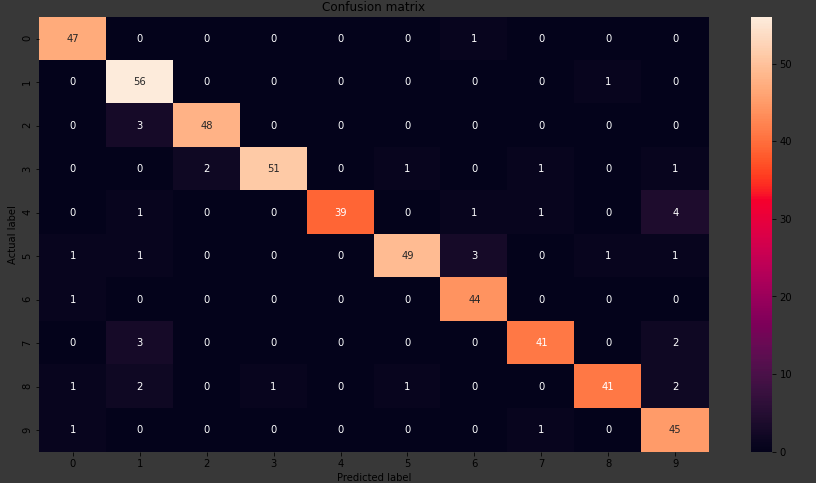 Confusion matrix
0 47 0 0 0 0 0 1 0 0 0
1 0 56 0 0 0 0 0 0 1 0
2 0 3 48 0 0 0 0 0 0 0
3 0 0 2 51 0 1 0 1 0 1
4 0 1 0 0 39 0 1 1 0 4
5 1 1 0 0 0 49 3 0 1 1
6 1 0 0 0 0 0 44 0 0 0
7 0 3 0 0 0 0 0 41 0 2
8 1 2 0 1 0 1 0 0 41 2
9 1 0 0 0 0 0 0 1 0 45
0 1 2 3 4 5 6 7 8 9
Actual label
Predicted label
50
40
30
20
10
0